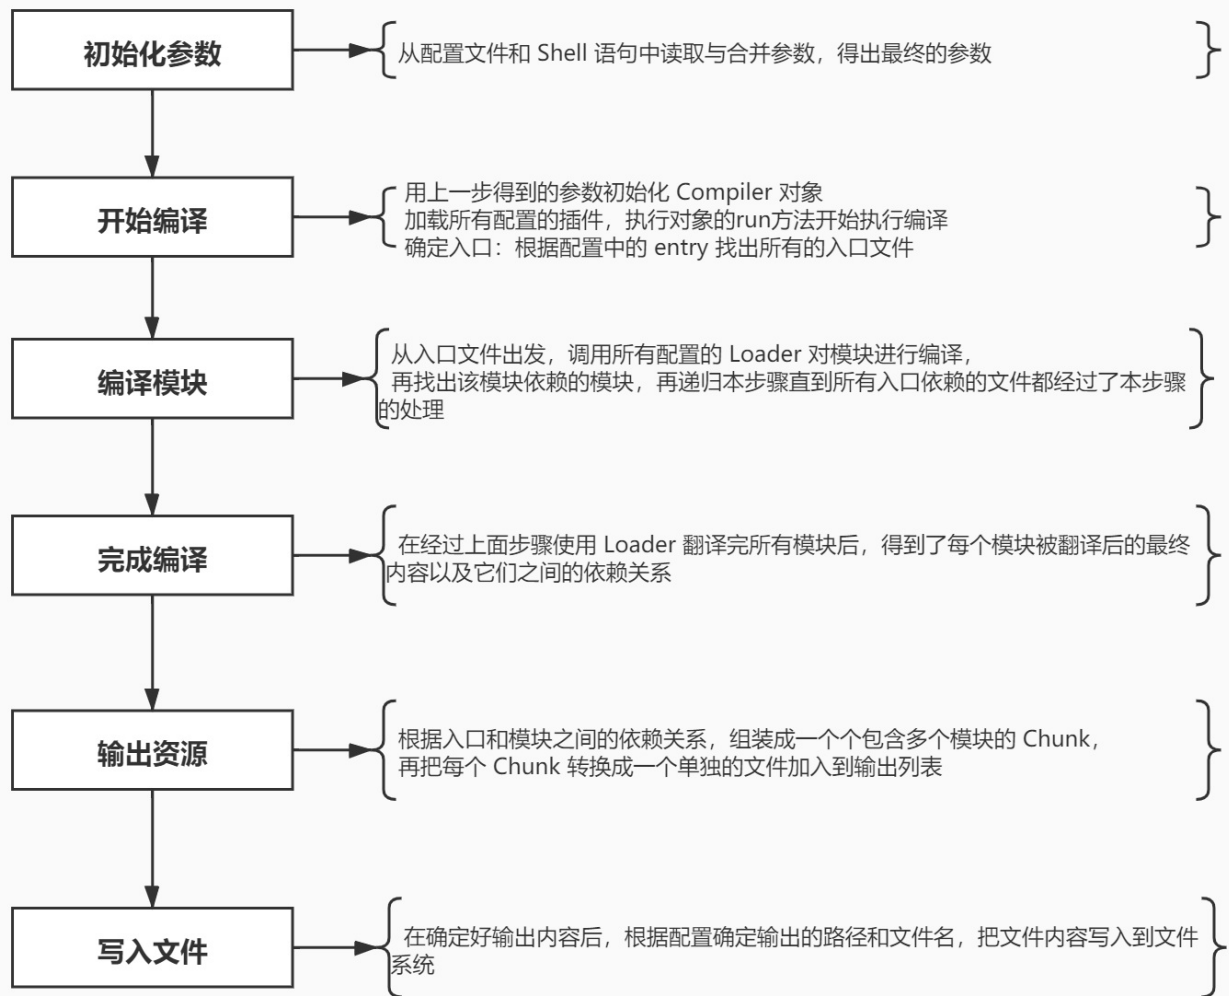 初始化参数
从配置文件和 Shell 语句中读取与合并参数，得出最终的参数
开始编译
用上一步得到的参数初始化 Compiler 对象
加载所有配置的插件，执行对象的run方法开始执行编译
确定入口：根据配置中的 entry 找出所有的入口文件
编译模块
从入口文件出发，调用所有配置的 Loader 对模块进行编译，
再找出该模块依赖的模块，再递归本步骤直到所有入口依赖的文件都经过了本步骤
的处理
完成编译
在经过上面步骤使用 Loader 翻译完所有模块后，得到了每个模块被翻译后的最终
内容以及它们之间的依赖关系
输出资源
根据入口和模块之间的依赖关系，组装成一个个包含多个模块的 Chunk，
再把每个 Chunk 转换成一个单独的文件加入到输出列表
写入文件
在确定好输出内容后，根据配置确定输出的路径和文件名，把文件内容写入到文件
系统